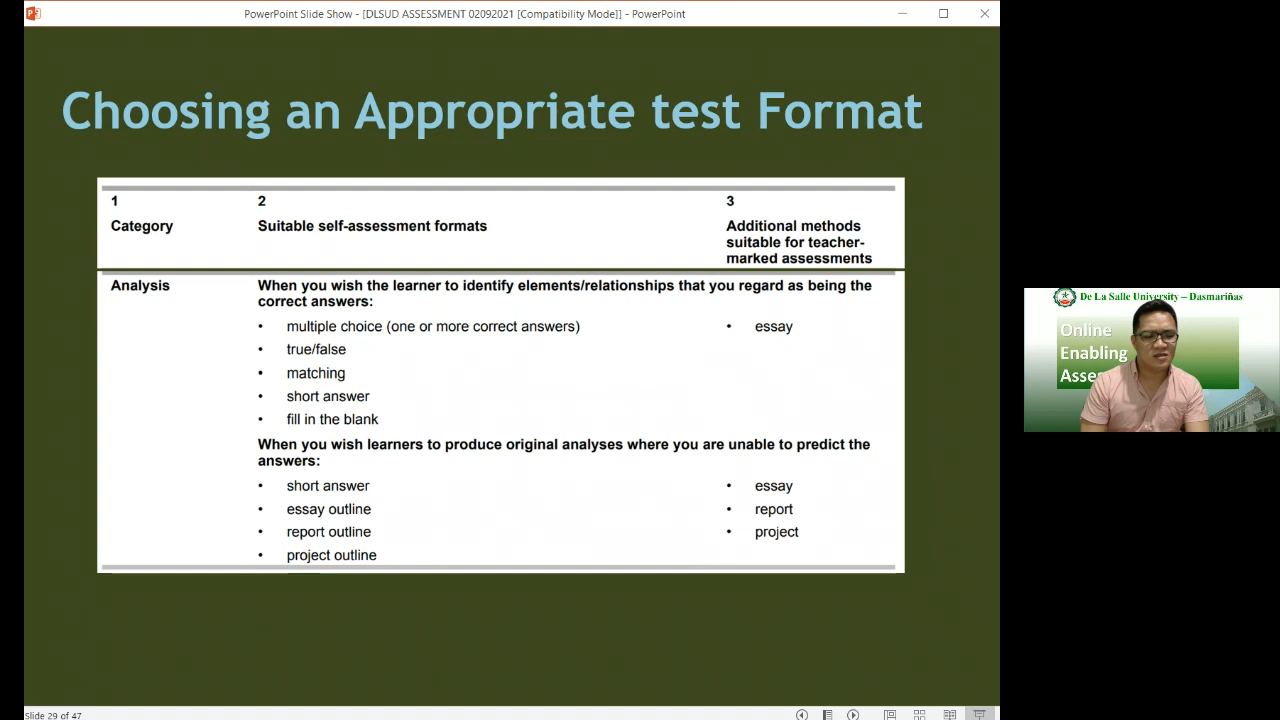 PowerPoint Slide Show - [DLSUD ASSESSMENT 02092021 [Compatibility Mode]] - PowerPoint
Choosing an Appropriate test Format
1 2 3
Category Suitable self-assessment formats Additional methods
suitable for teacher-
marked assessments
Analysis When you wish the learner to identify elements/relationships that you regard as being the
correct answers:
• multiple choice (one or more correct answers) • essay
• true/false
• matching
• short answer
• fill in the blank
When you wish learners to produce original analyses where you are unable to predict the
answers:
• short answer • essay
• essay outline • report
• report outline • project
• project outline
De La Salle University – Dasmariñas
Online
Enabling
Asse
Slide 29 of 47